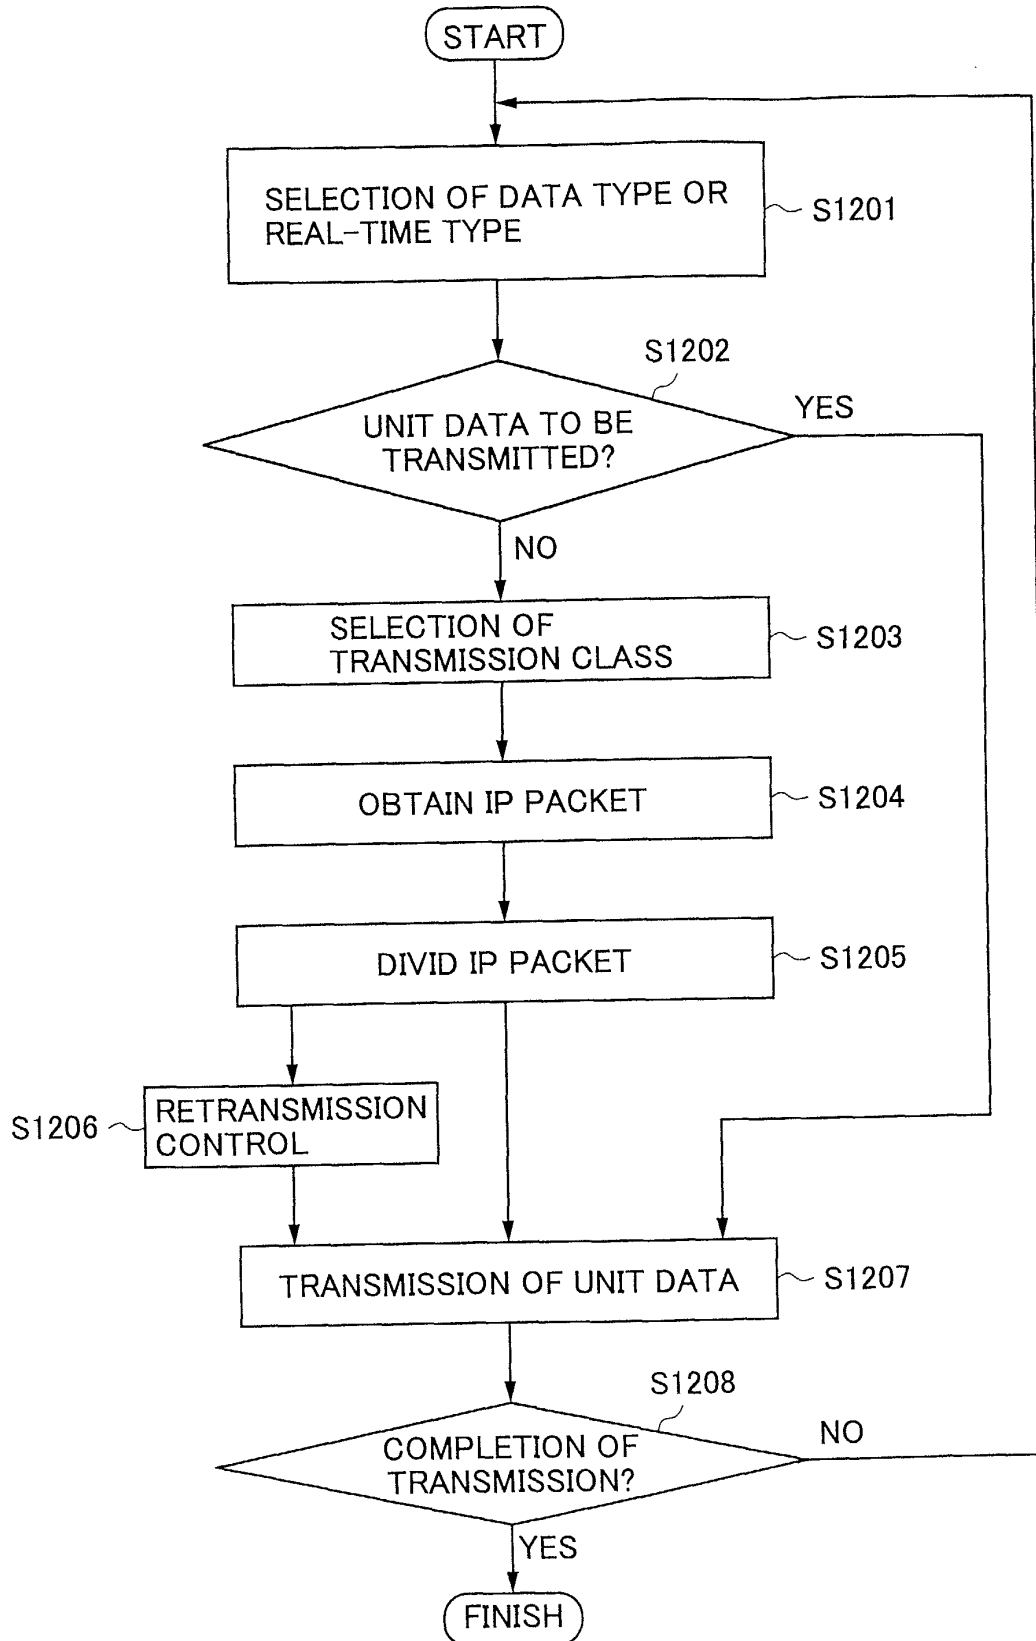 START
SELECTION OF DATA TYPE OR
REAL-TIME TYPE
S1201
S1202
UNIT DATA TO BE
TRANSMITTED?
YES
NO
SELECTION OF
TRANSMISSION CLASS
S1203
OBTAIN IP PACKET
S1204
DIVID IP PACKET
S1205
S1206
RETRANSMISSION
CONTROL
TRANSMISSION OF UNIT DATA
S1207
S1208
COMPLETION OF
TRANSMISSION?
NO
YES
FINISH